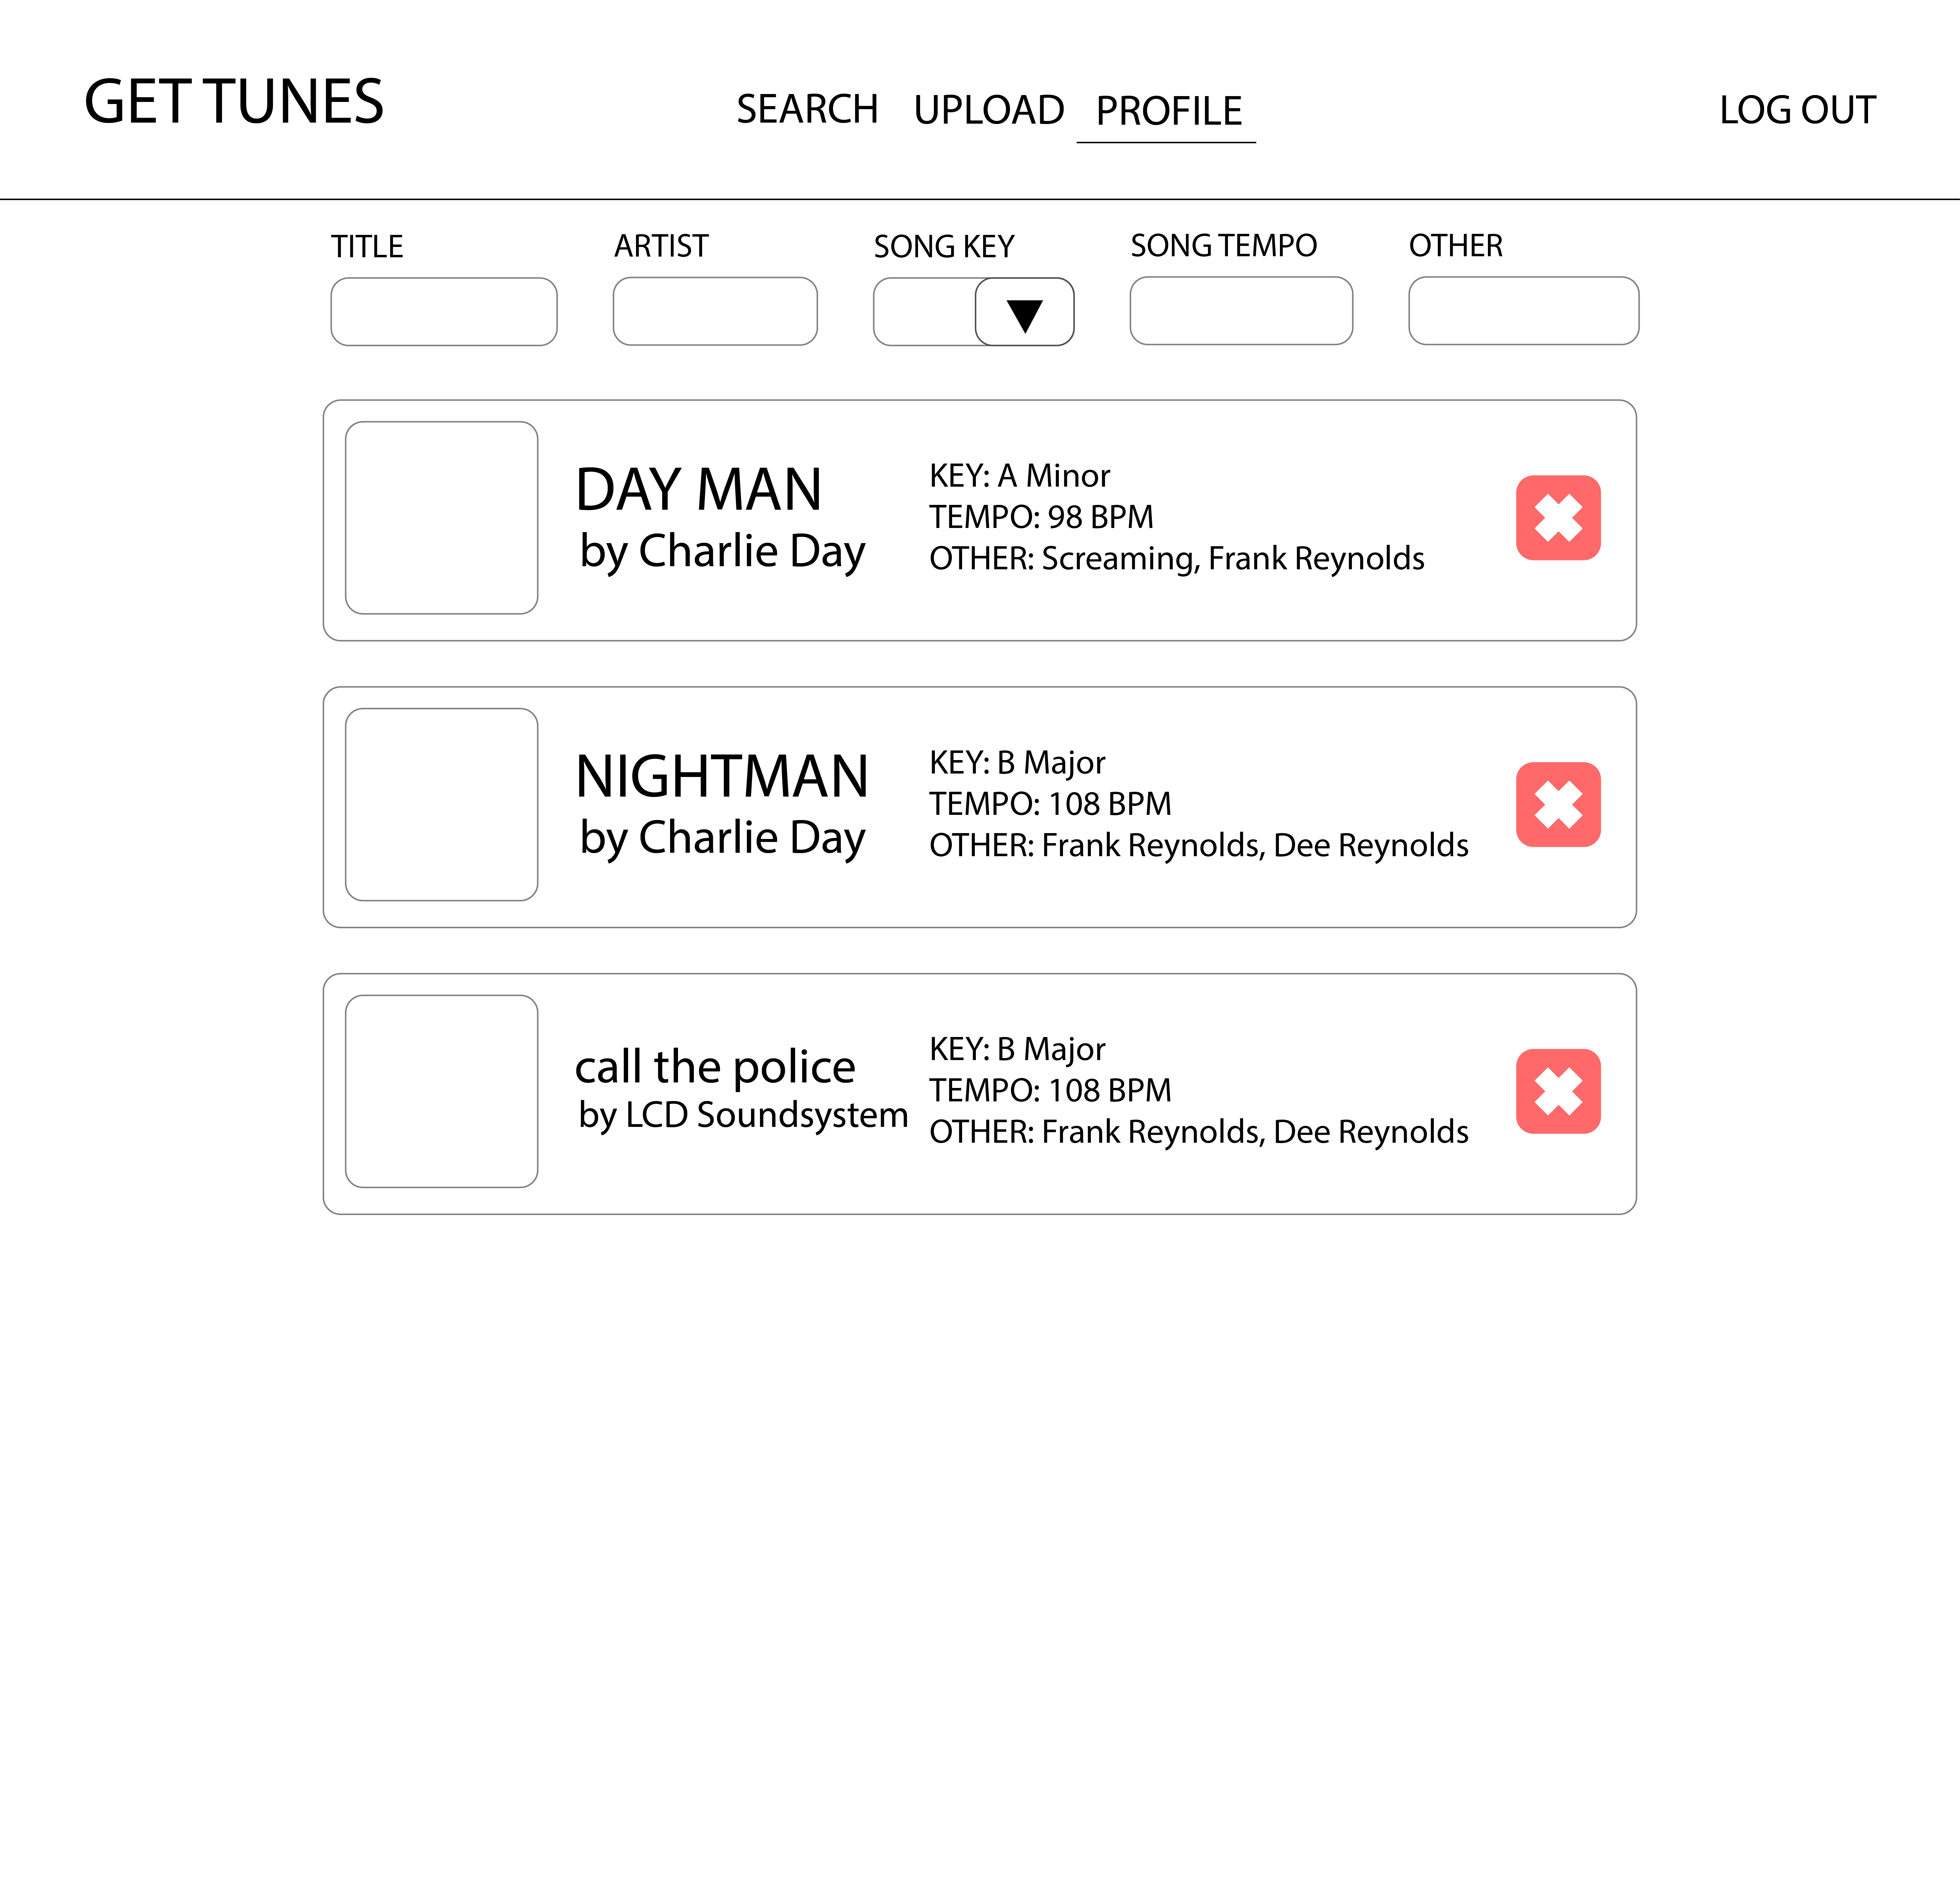 GET TUNES
SEARCH UPLOAD PROFILE
LOG OUT
TITLE
ARTIST
SONG KEY
SONG TEMPO
OTHER
DAY MAN
by Charlie Day
KEY: A Minor
TEMPO: 98 BPM
OTHER: Screaming, Frank Reynolds
NIGHTMAN
by Charlie Day
KEY: B Major
TEMPO: 108 BPM
OTHER: Frank Reynolds, Dee Reynolds
call the police
by LCD Soundsystem
KEY: B Major
TEMPO: 108 BPM
OTHER: Frank Reynolds, Dee Reynolds